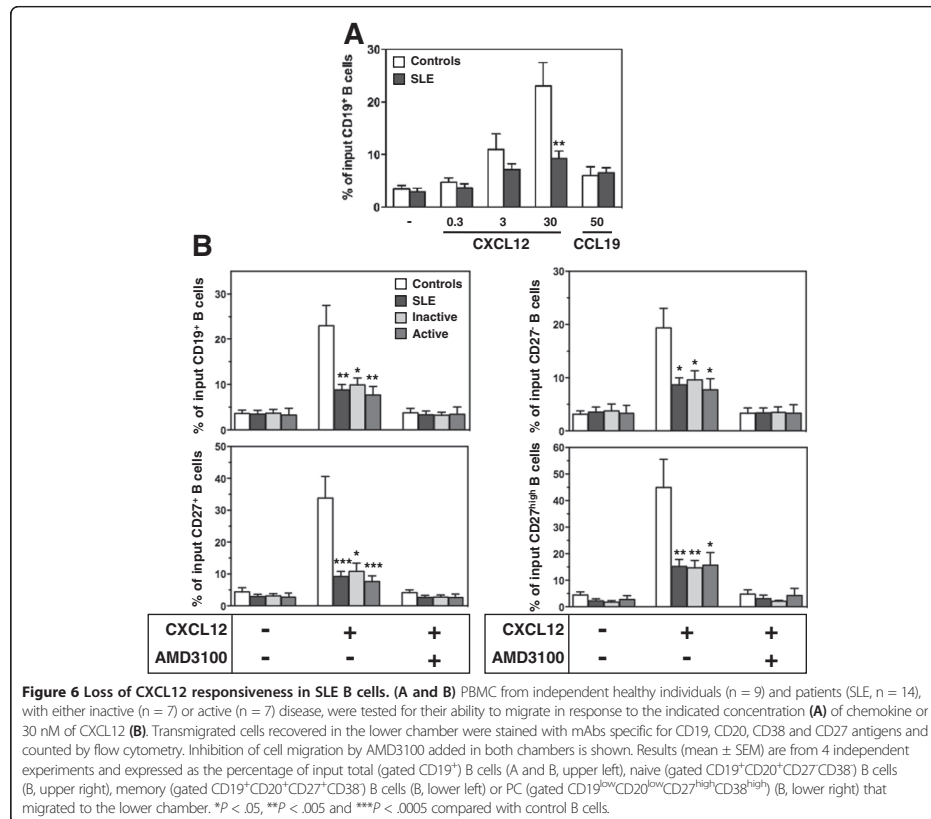 A
30
20
10
0
% of input CD19+ B cells
Controls
SLE
**
- 0.3 3 30 50
CXCL12 CCL19
B
30
20
10
0
% of input CD19+ B cells
Controls
SLE
Inactive
Active
** * **
30
20
10
0
% of input CD27- B cells
* * *
50
40
30
20
10
0
% of input CD27+ B cells
*** * ***
60
50
40
30
20
10
0
% of input CD27high B cells
** ** *
CXCL12 - + +
AMD3100 - - +
CXCL12 - + +
AMD3100 - - +
Figure 6 Loss of CXCL12 responsiveness in SLE B cells. (A and B) PBMC from independent healthy individuals (n = 9) and patients (SLE, n = 14),
with either inactive (n = 7) or active (n = 7) disease, were tested for their ability to migrate in response to the indicated concentration (A) of chemokine or
30 nM of CXCL12 (B). Transmigrated cells recovered in the lower chamber were stained with mAbs specific for CD19, CD20, CD38 and CD27 antigens and
counted by flow cytometry. Inhibition of cell migration by AMD3100 added in both chambers is shown. Results (mean ± SEM) are from 4 independent
experiments and expressed as the percentage of input total (gated CD19+) B cells (A and B, upper left), naive (gated CD19+CD20+CD27-CD38-) B cells
(B, upper right), memory (gated CD19+CD20+CD27+CD38-) B cells (B, lower left) or PC (gated CD19lowCD20lowCD27highCD38high) (B, lower right) that
migrated to the lower chamber. *P < .05, **P < .005 and ***P < .0005 compared with control B cells.